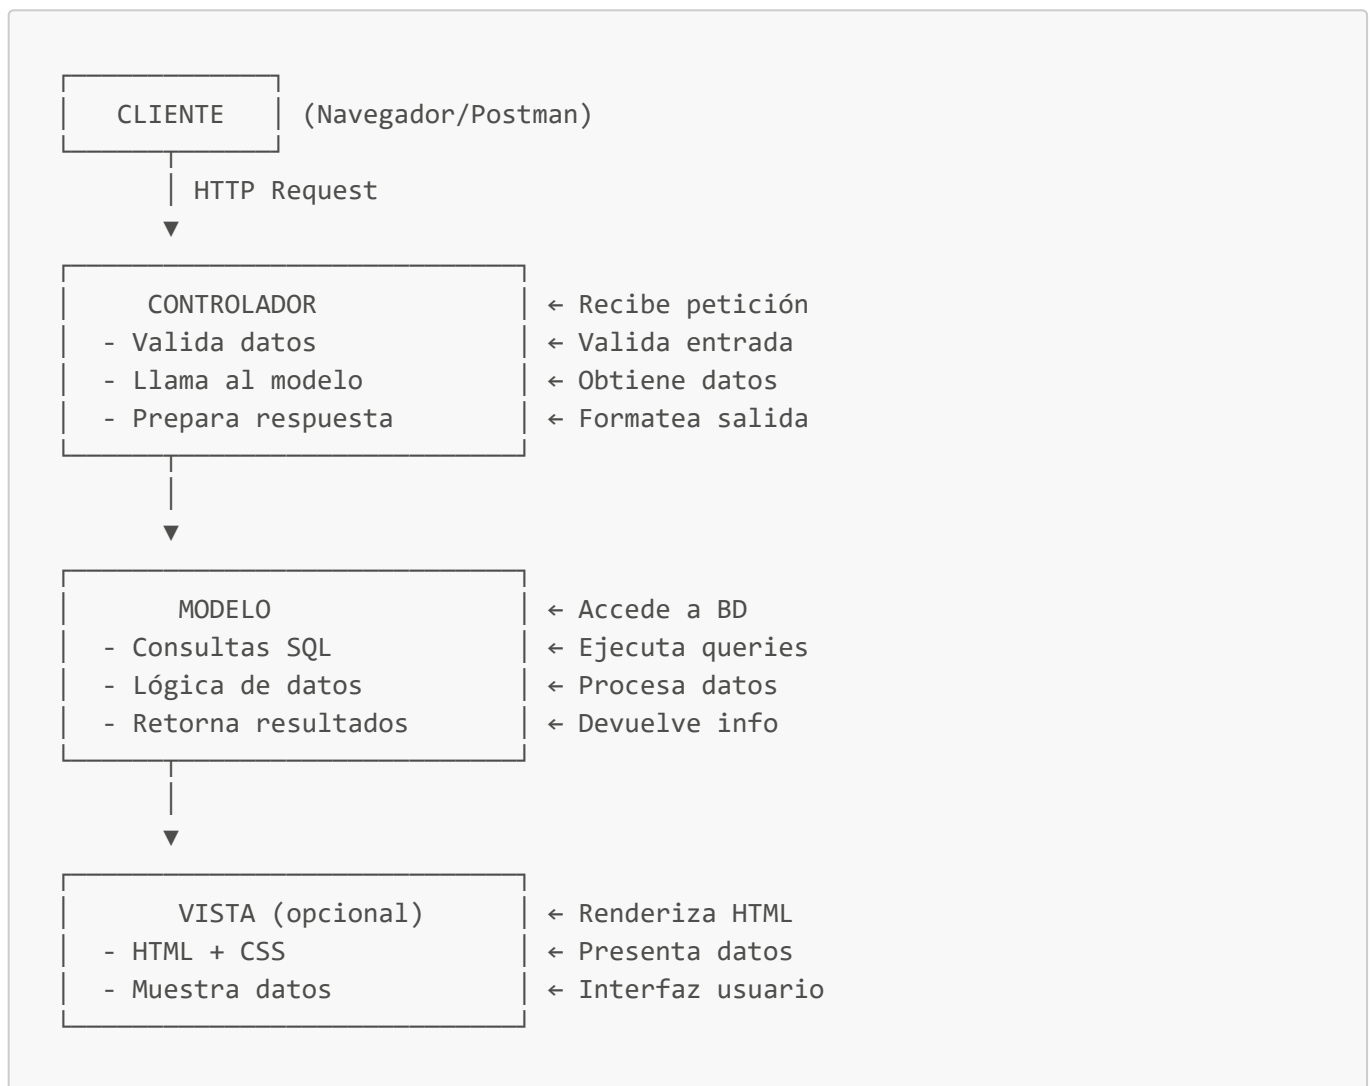 CLIENTE (Navegador/Postman)
HTTP Request
▼
CONTROLADOR ← Recibe petición
- Valida datos ← Valida entrada
- Llama al modelo ← Obtiene datos
- Prepara respuesta ← Formatea salida
▼
MODELO ← Accede a BD
- Consultas SQL ← Ejecuta queries
- Lógica de datos ← Procesa datos
- Retorna resultados ← Devuelve info
▼
VISTA (opcional) ← Renderiza HTML
- HTML + CSS ← Presenta datos
- Muestra datos ← Interfaz usuario